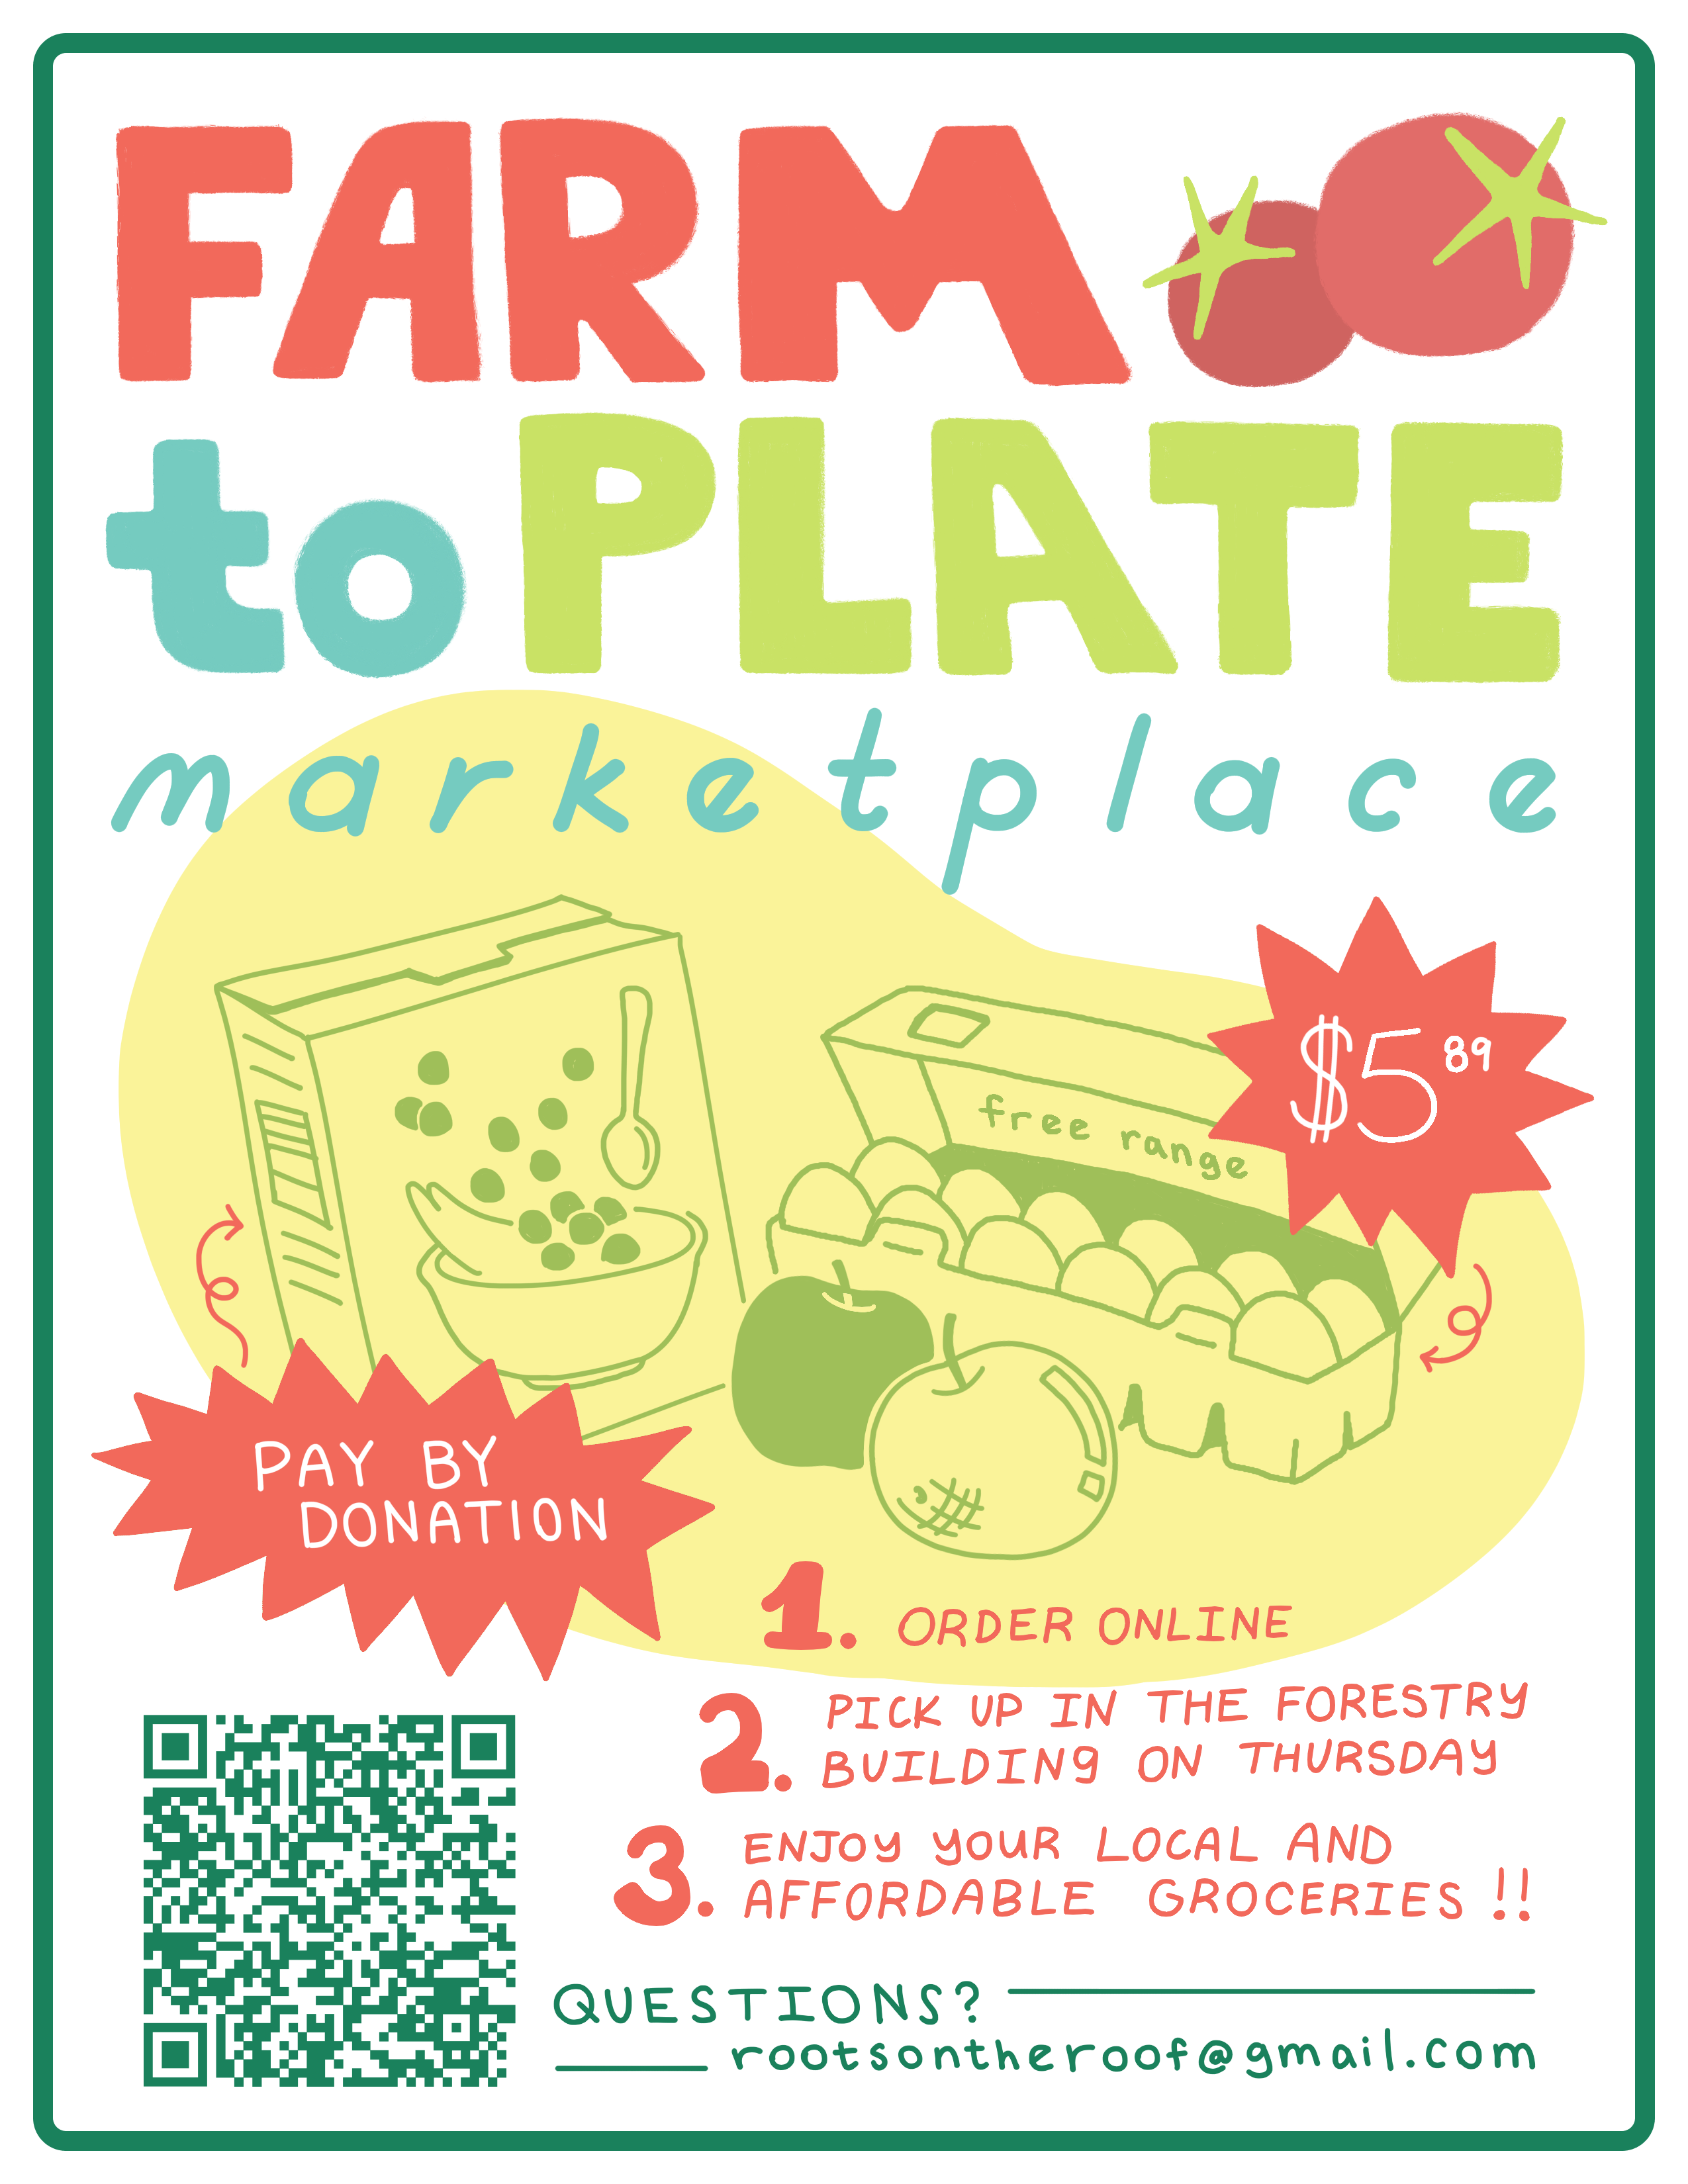 FARM
to PLATE
marketplace
free range
$5 89
PAY BY
DONATION
1. ORDER ONLINE
2. PICK UP IN THE FORESTRY
BUILDING ON THURSDAY
3. ENJOY YOUR LOCAL AND
AFFORDABLE GROCERIES !!
QUESTIONS?
rootsontheroof@gmail.com